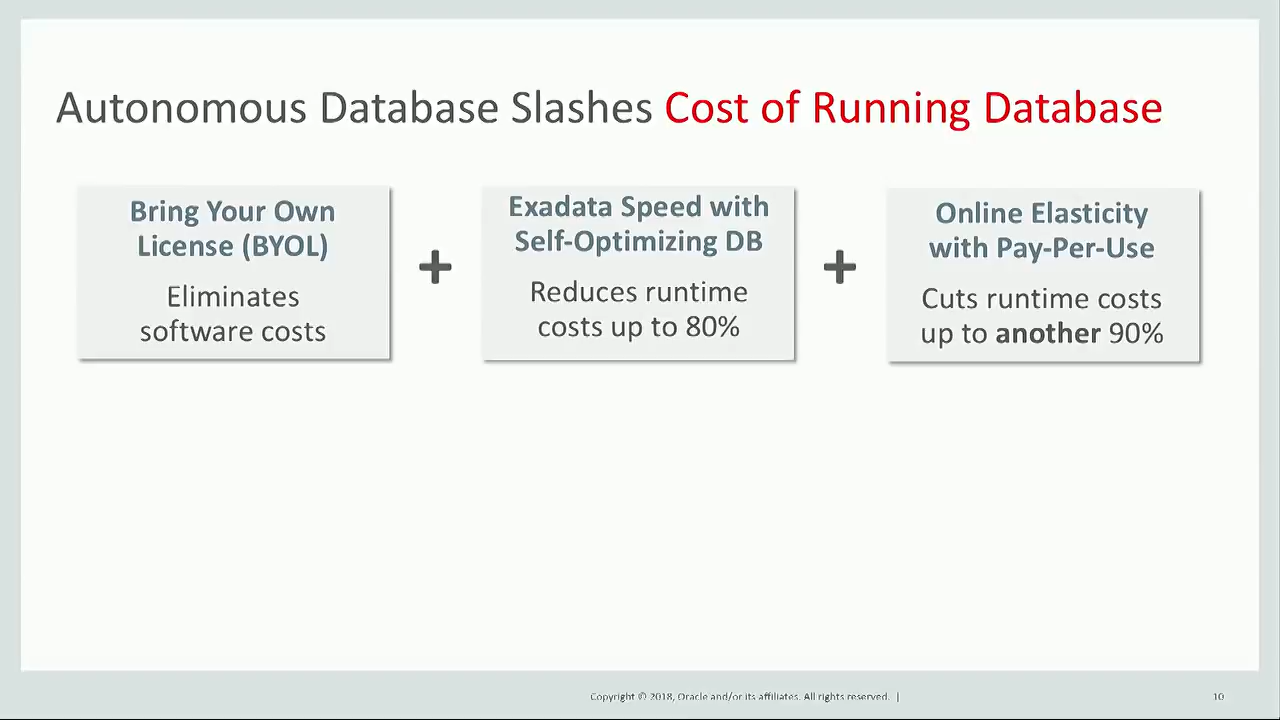 Autonomous Database Slashes Cost of Running Database
Bring Your Own
License (BYOL)
Eliminates
software costs
+
Exadata Speed with
Self-Optimizing DB
Reduces runtime
costs up to 80%
+
Online Elasticity
with Pay-Per-Use
Cuts runtime costs
up to another 90%
Copyright © 2018, Oracle and/or its affiliates. All rights reserved. |
10